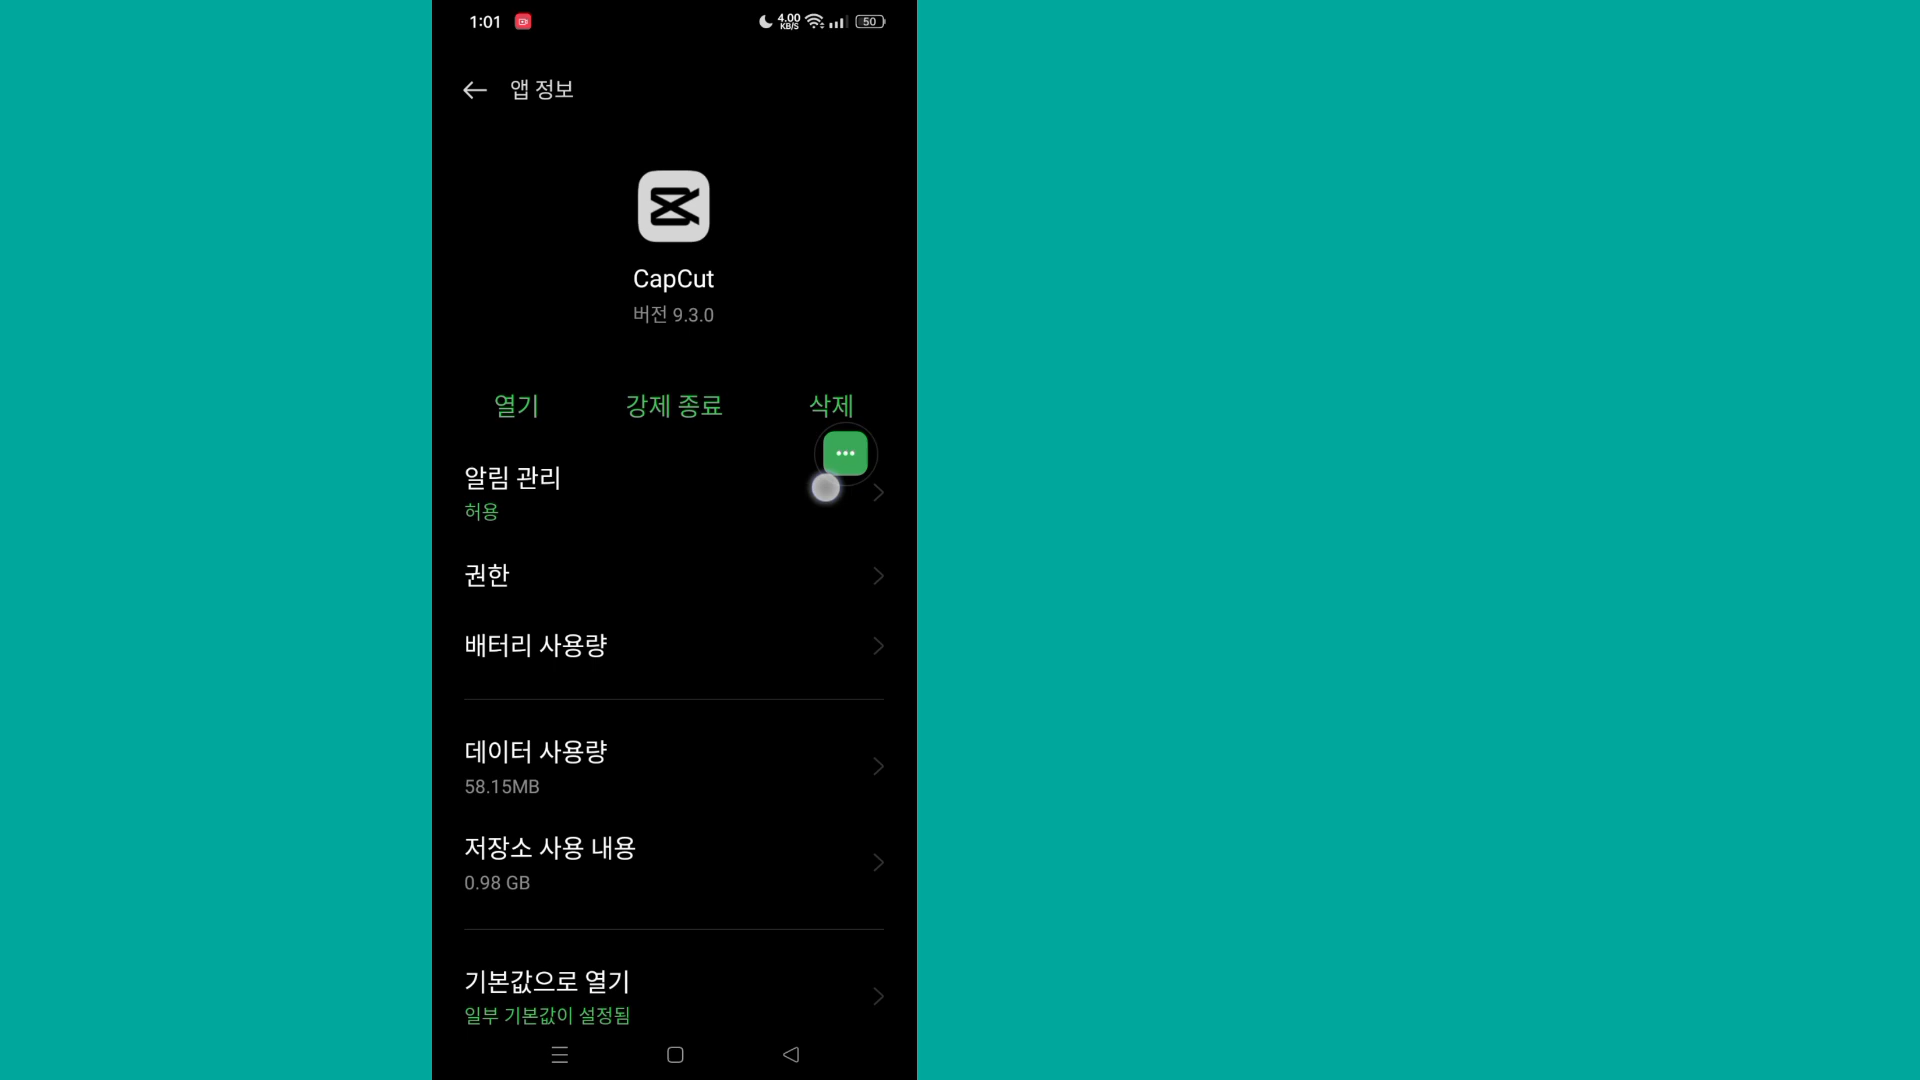 1:01
4.00
KB/S
50
앱 정보
CapCut
버전 9.3.0
열기
강제 종료
삭제
알림 관리
허용
권한
배터리 사용량
데이터 사용량
58.15MB
저장소 사용 내용
0.98 GB
기본값으로 열기
일부 기본값이 설정됨